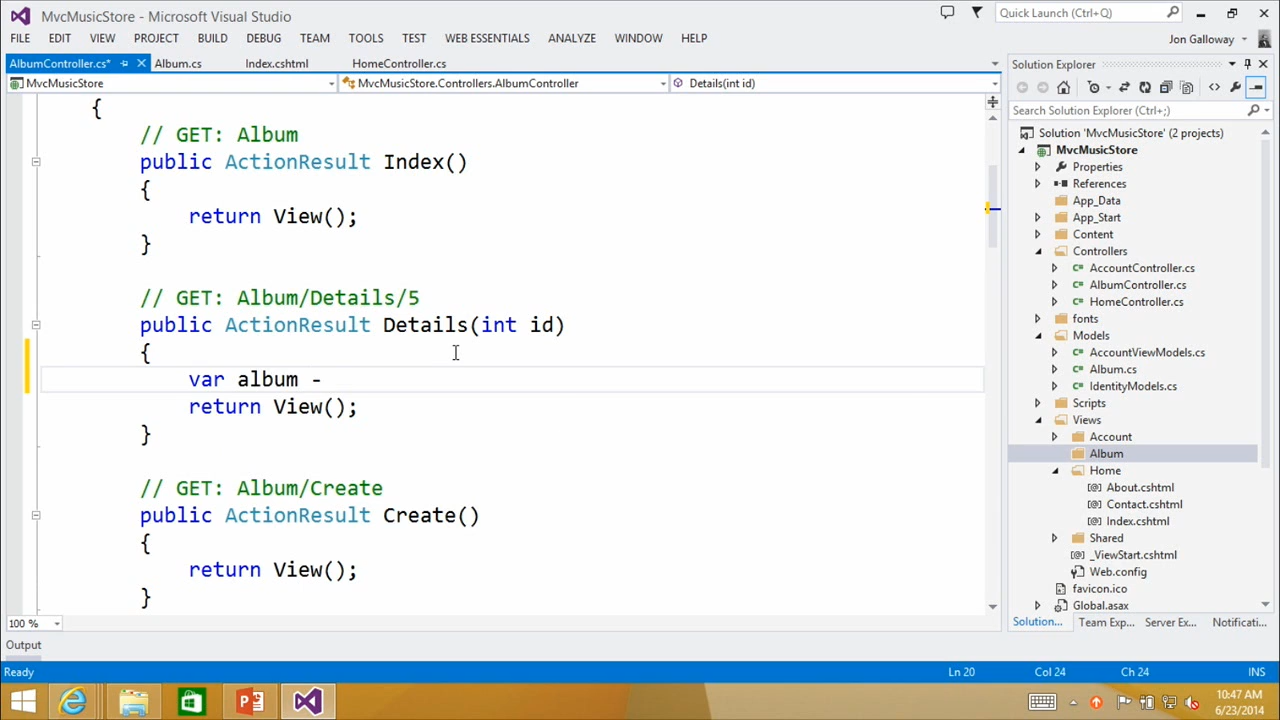 MvcMusicStore - Microsoft Visual Studio
Quick Launch (Ctrl+Q)
FILE EDIT VIEW PROJECT BUILD DEBUG TEAM TOOLS TEST WEB ESSENTIALS ANALYZE WINDOW HELP
Jon Galloway
AlbumController.cs* Album.cs Index.cshtml HomeController.cs
MvcMusicStore MvcMusicStore.Controllers.AlbumController Details(int id)
{
// GET: Album
public ActionResult Index()
{
return View();
}
// GET: Album/Details/5
public ActionResult Details(int id)
{
var album -
return View();
}
// GET: Album/Create
public ActionResult Create()
{
return View();
}
100 %
Output
Solution Explorer
Search Solution Explorer (Ctrl+;)
Solution 'MvcMusicStore' (2 projects)
MvcMusicStore
Properties
References
App_Data
App_Start
Content
Controllers
AccountController.cs
AlbumController.cs
HomeController.cs
fonts
Models
AccountViewModels.cs
Album.cs
IdentityModels.cs
Scripts
Views
Account
Album
Home
About.cshtml
Contact.cshtml
Index.cshtml
Shared
_ViewStart.cshtml
Web.config
favicon.ico
Global.asax
Solution... Team Exp... Server Ex... Notificati...
Ready Ln 20 Col 24 Ch 24 INS
10:47 AM
6/23/2014